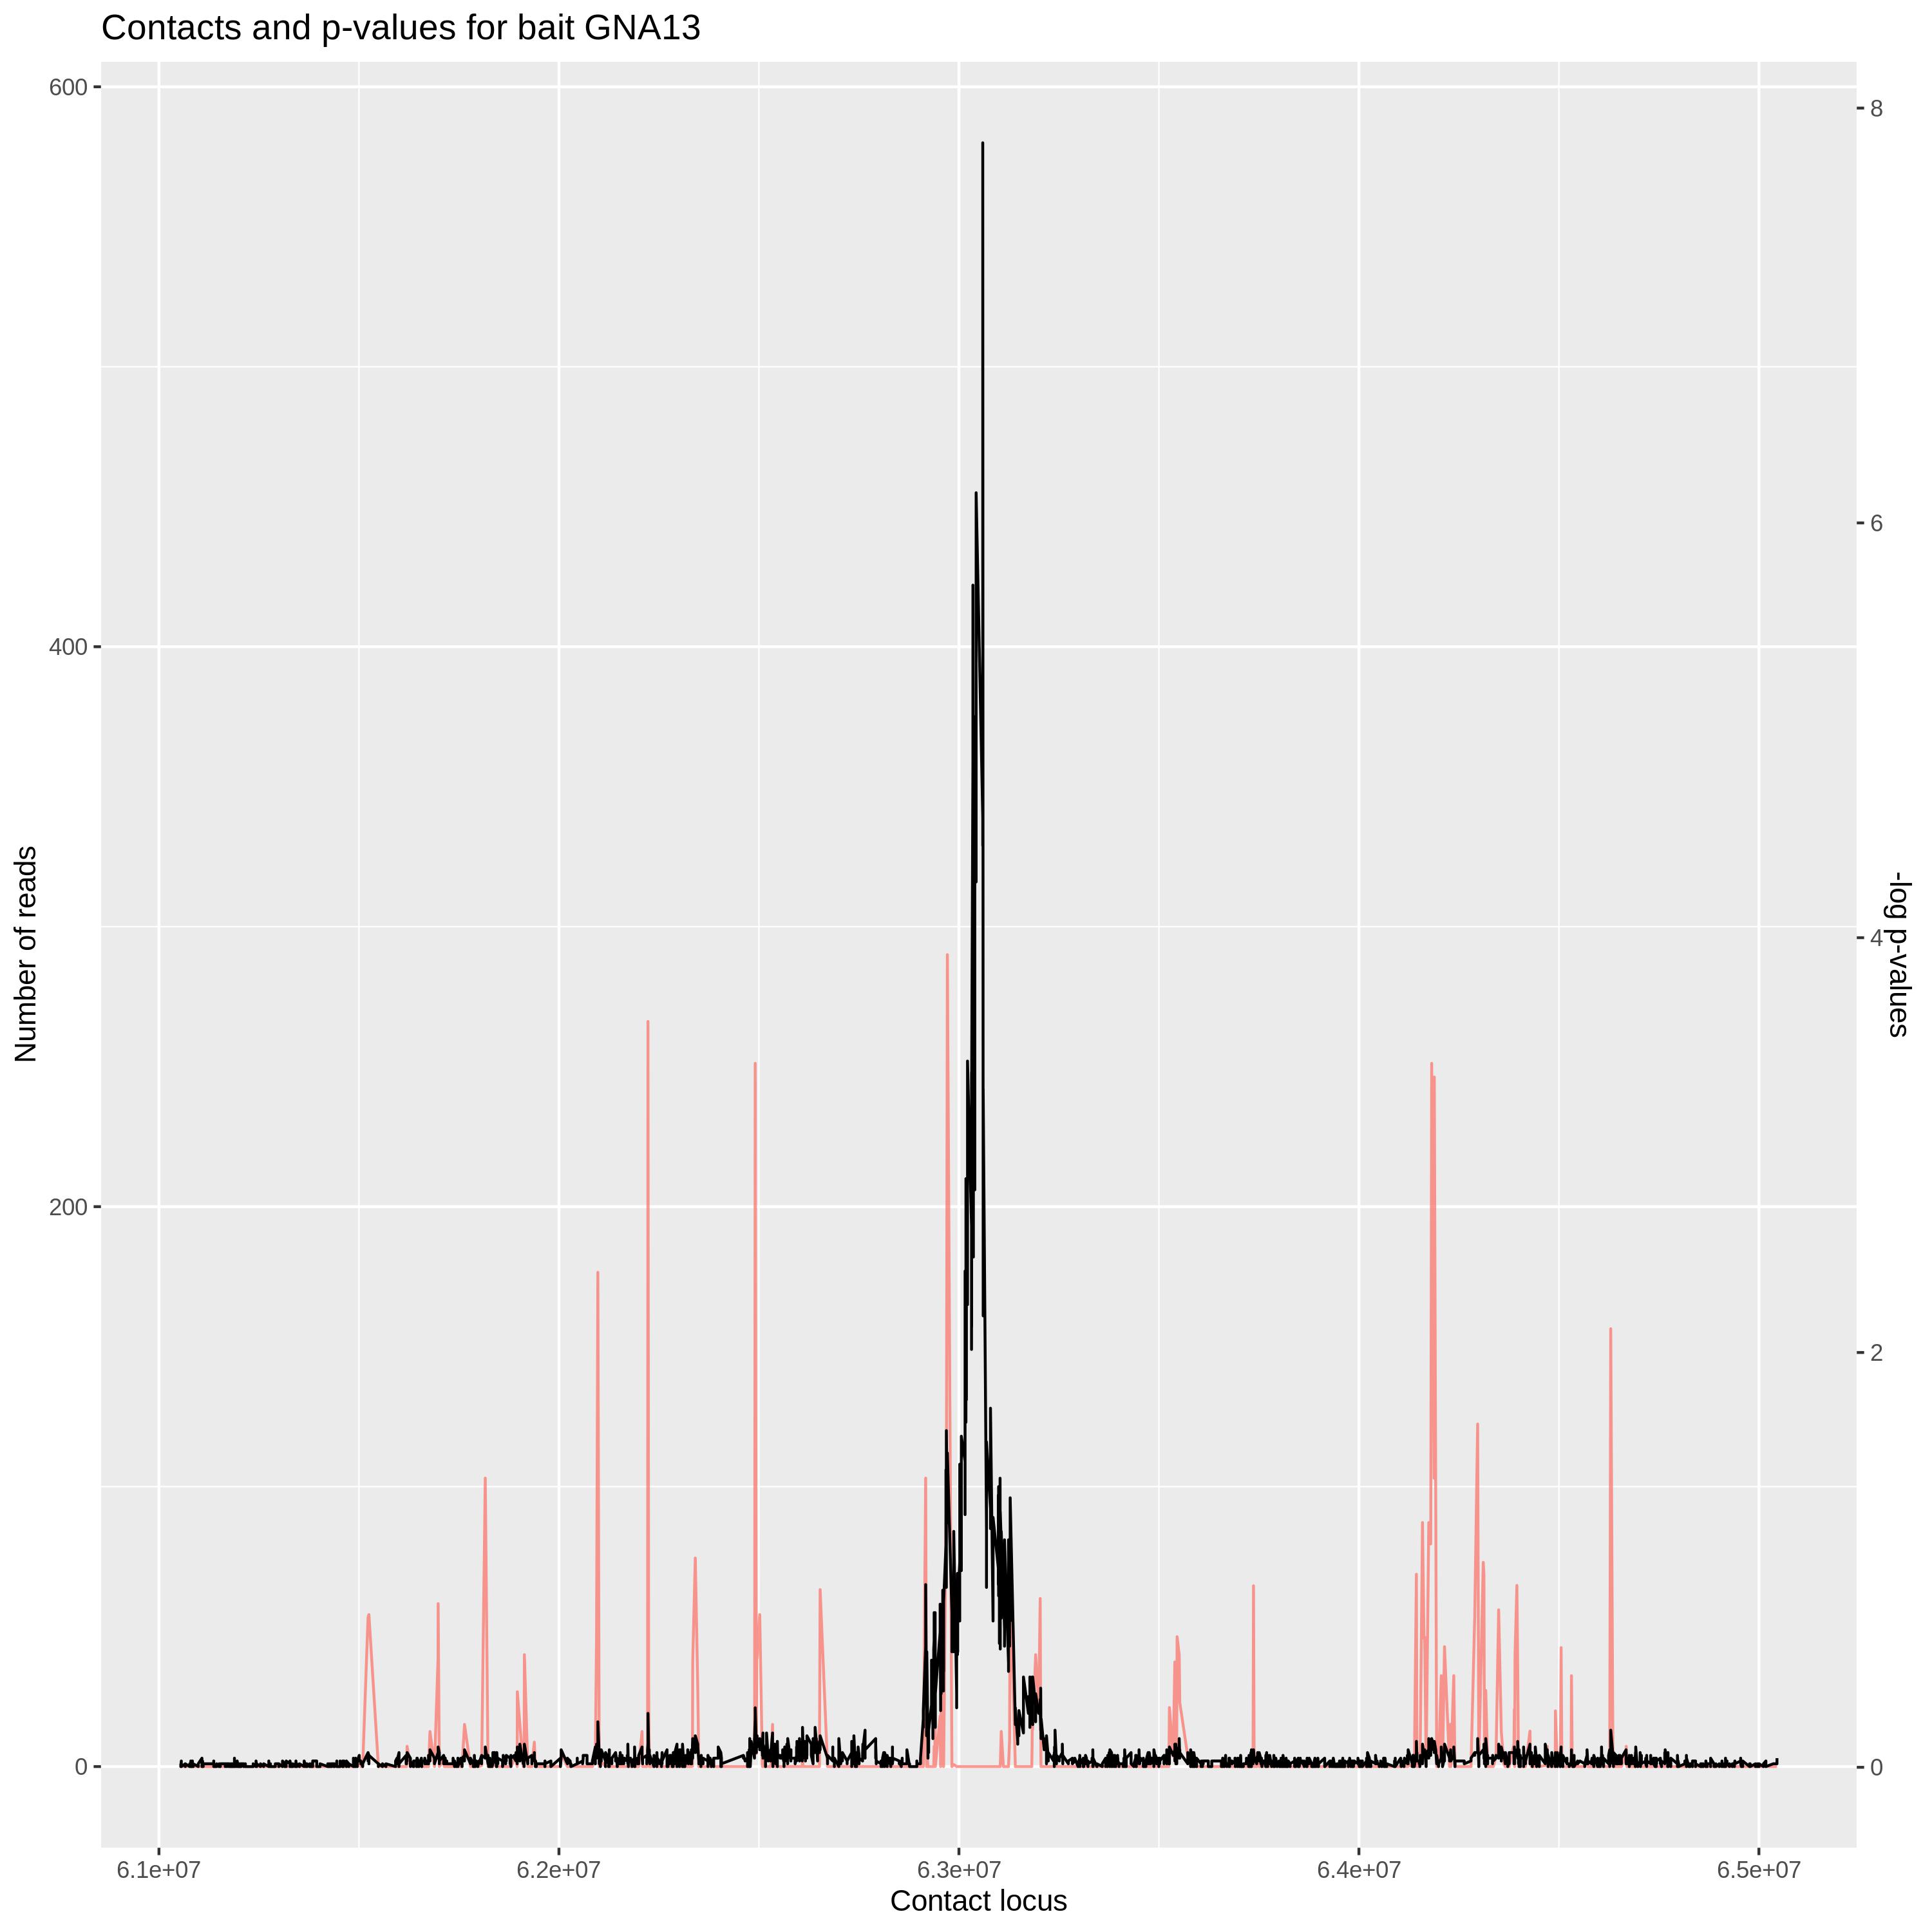 Contacts and p-values for bait GNA13
600
400
200
0
Number of reads
8
6
4
2
0
-log p-values
6.1e+07 6.2e+07 6.3e+07 6.4e+07 6.5e+07
Contact locus